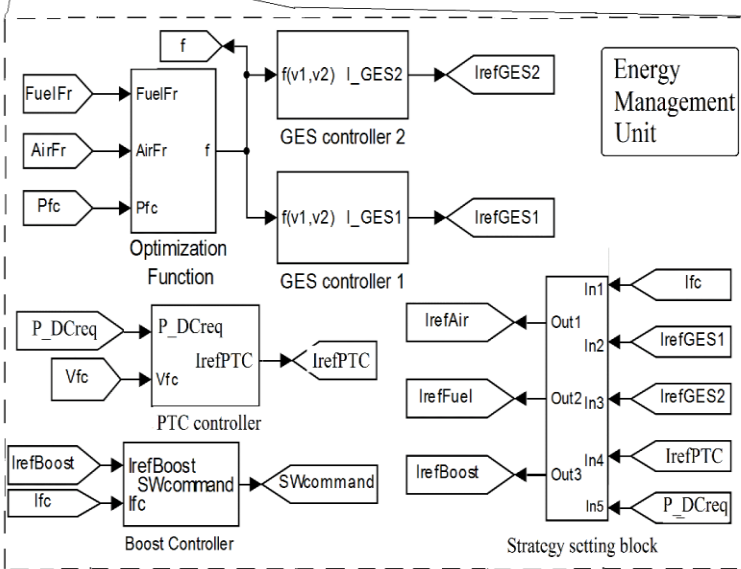 f
f(v1,v2) I_GES2
IrefGES2
GES controller 2
Energy
Management
Unit
FuelFr
FuelFr
AirFr
AirFr
f
Pfc
Pfc
Optimization
Function
f(v1,v2) I_GES1
IrefGES1
GES controller 1
P_DCreq
P_DCreq
IrefPTC
IrefPTC
Vfc
Vfc
PTC controller
IrefBoost
IrefBoost
SWcommand
SWcommand
Ifc
Ifc
Boost Controller
In1
Ifc
IrefAir
Out1
In2
IrefGES1
IrefFuel
Out2
In3
IrefGES2
In4
IrefPTC
IrefBoost
Out3
In5
P_DCreq
Strategy setting block